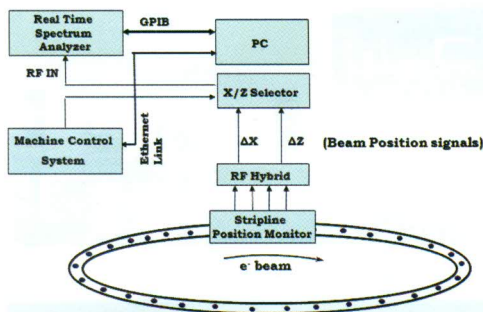 Real Time
Spectrum
Analyzer
GPIB
PC
RF IN
X/Z Selector
Machine Control
System
Ethernet
Link
ΔX
ΔZ
(Beam Position signals)
RF Hybrid
Stripline
Position Monitor
e- beam